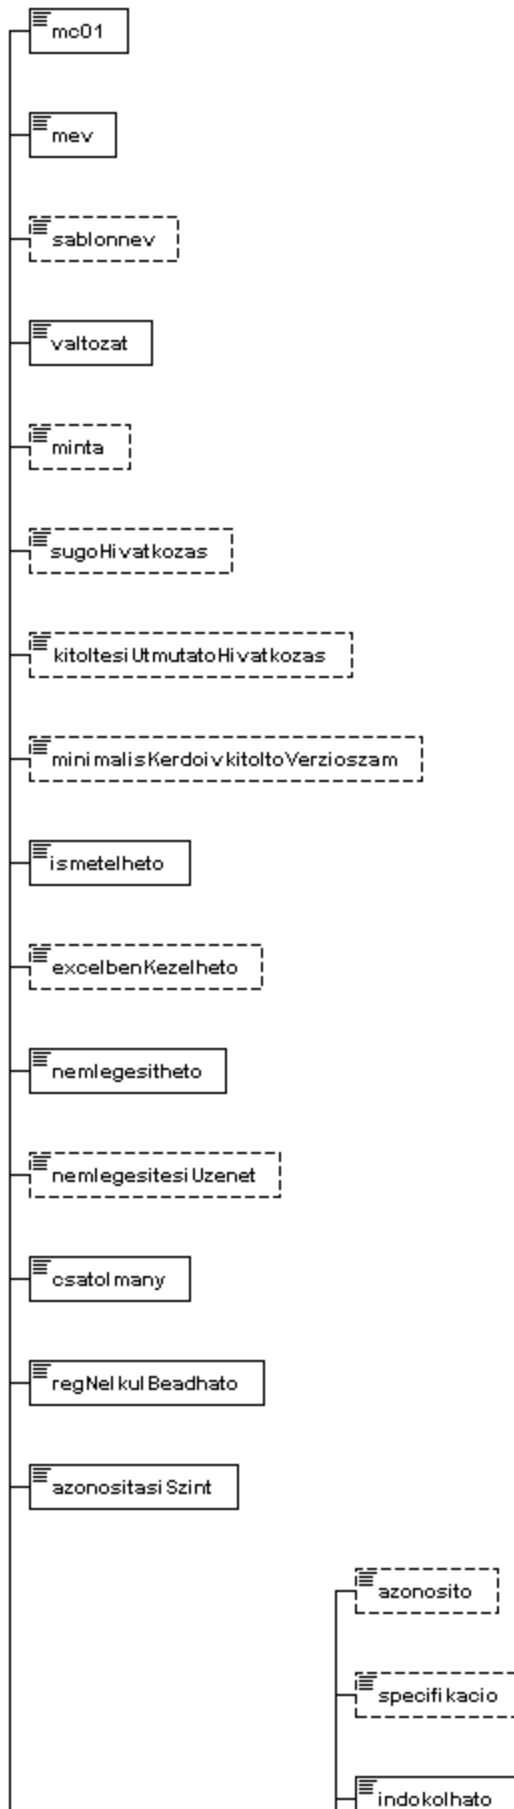 mc01
mev
sablonnev
valtozat
minta
sugoHivatkozas
kitoltesiUtmutatoHivatkozas
minimalisKerdoivkitoltoVerzioszam
ismetelheto
excelbenKezelheto
nemlegesitheto
nemlegesitesiUzenet
csatolmany
regNelkulBeadhato
azonositasiSzint
azonosito
specifikacio
indokolhato